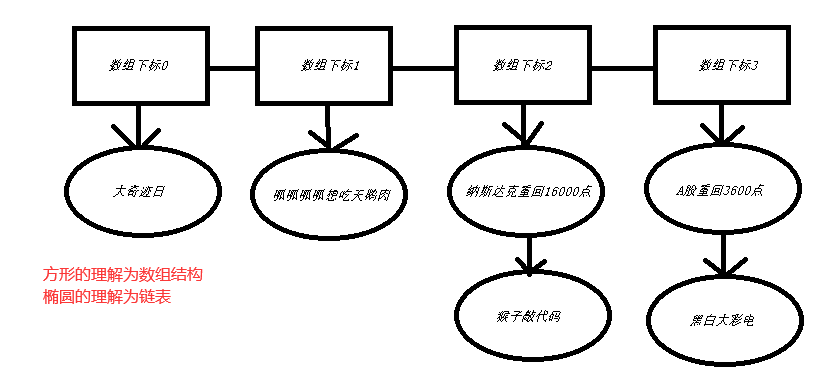 数组下标0
数组下标1
数组下标2
数组下标3
大奇迹日
呱呱呱呱想吃天鹅肉
纳斯达克重回16000点
A股重回3600点
方形的理解为数组结构
椭圆的理解为链表
猴子敲代码
黑白大彩电